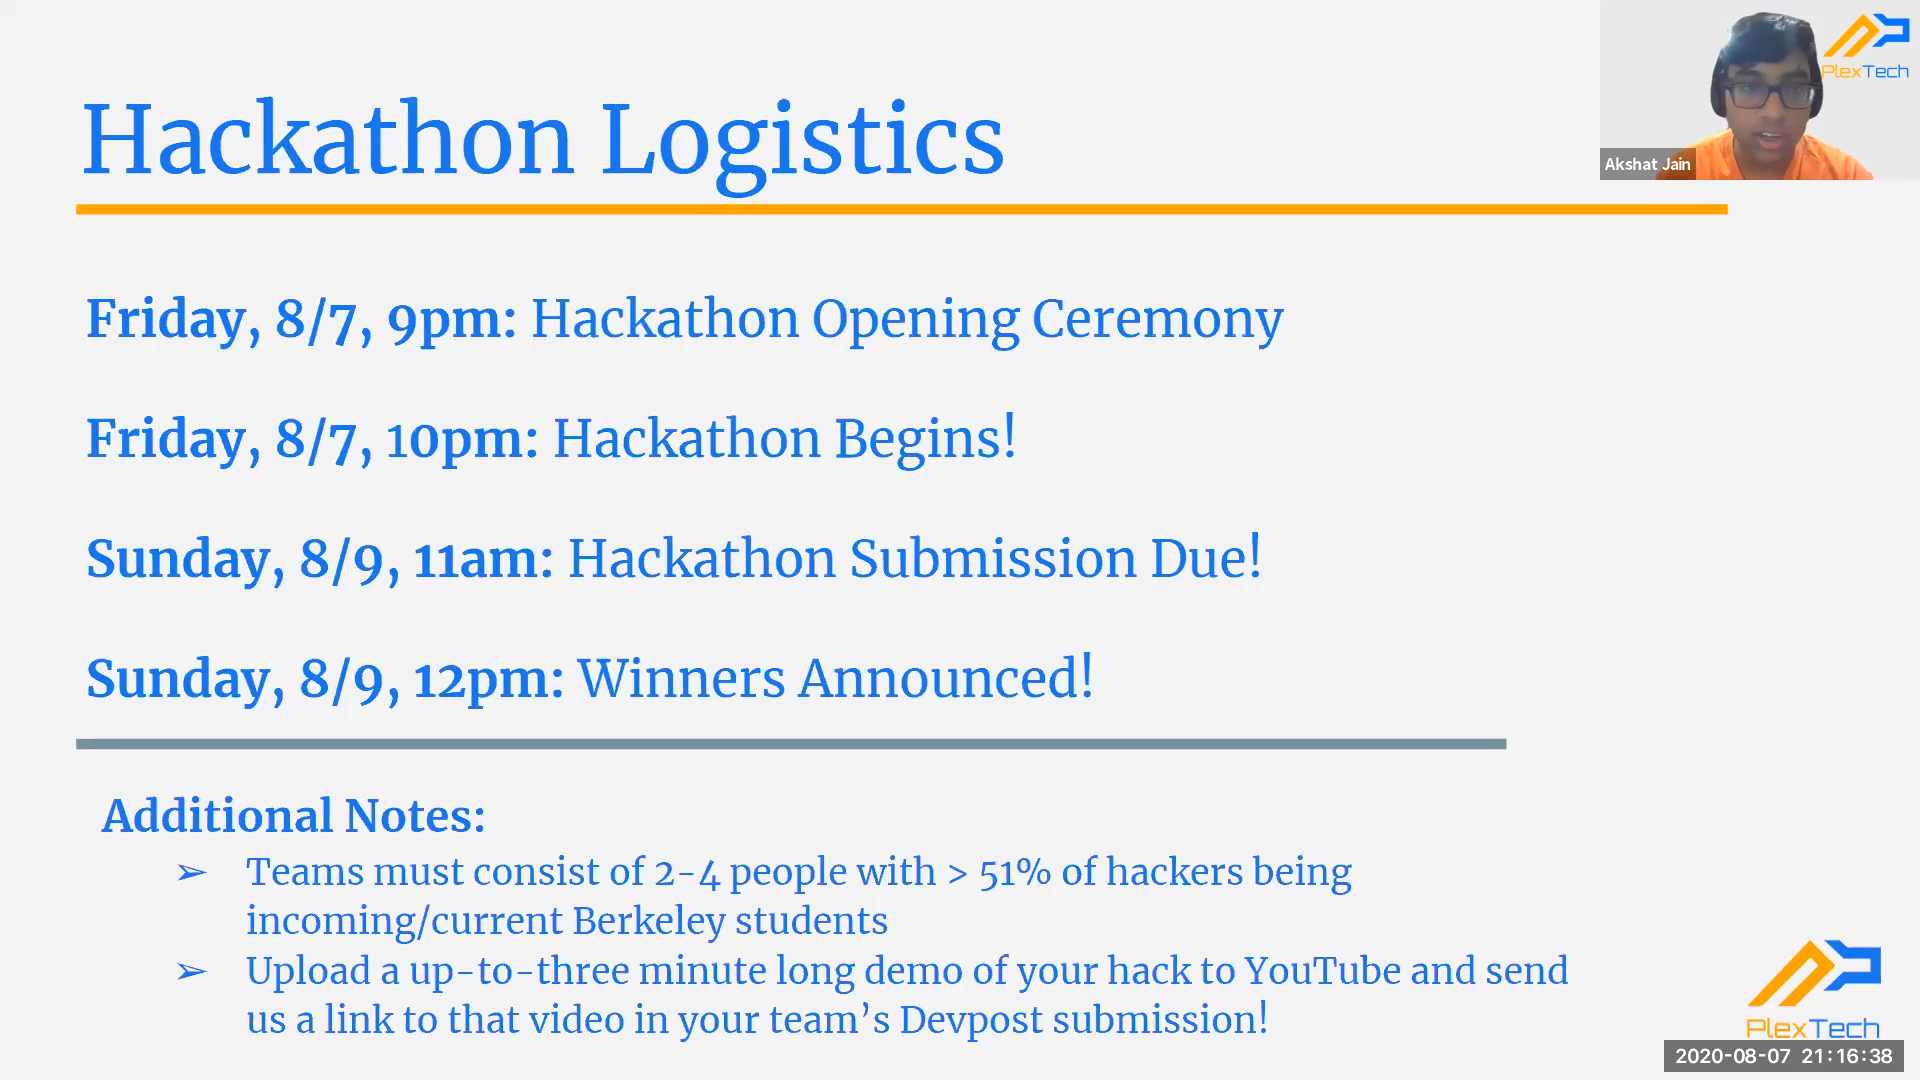 PlexTech
Akshat Jain
Hackathon Logistics
Friday, 8/7, 9pm: Hackathon Opening Ceremony
Friday, 8/7, 10pm: Hackathon Begins!
Sunday, 8/9, 11am: Hackathon Submission Due!
Sunday, 8/9, 12pm: Winners Announced!
Additional Notes:
➢ Teams must consist of 2-4 people with > 51% of hackers being
incoming/current Berkeley students
➢ Upload a up-to-three minute long demo of your hack to YouTube and send
us a link to that video in your team’s Devpost submission!
PlexTech
2020-08-07 21:16:38